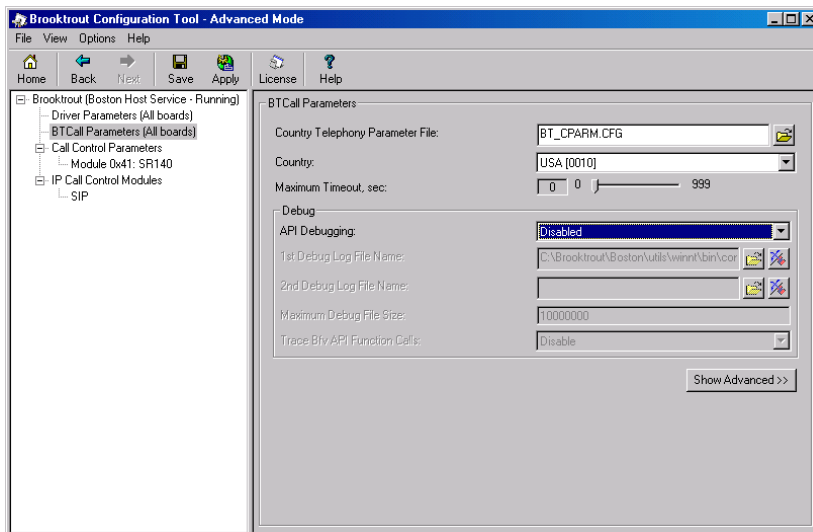 Brooktrout Configuration Tool - Advanced Mode
File View Options Help
Home Back Next Save Apply License Help
Brooktrout (Boston Host Service - Running)
Driver Parameters (All boards)
BTCall Parameters (All boards)
Call Control Parameters
Module 0x41: SR140
IP Call Control Modules
SIP
BTCall Parameters
Country Telephony Parameter File: BT_CPARM.CFG
Country: USA [0010]
Maximum Timeout, sec: 0 0 999
Debug
API Debugging: Disabled
1st Debug Log File Name: C:\Brooktrout\Boston\utils\winnt\bin\cor
2nd Debug Log File Name:
Maximum Debug File Size: 10000000
Trace Bfv API Function Calls: Disable
Show Advanced >>